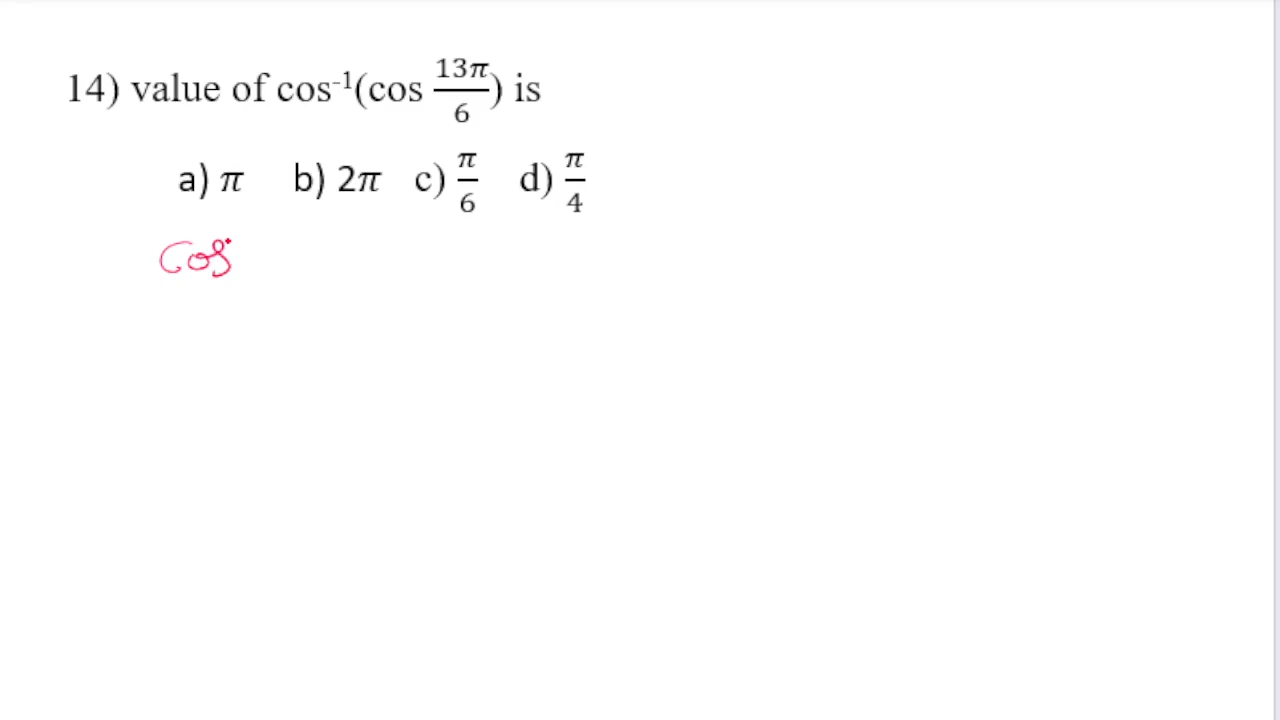 14) value of cos⁻¹(cos 13π/6) is
a) π b) 2π c) π/6 d) π/4
Cos